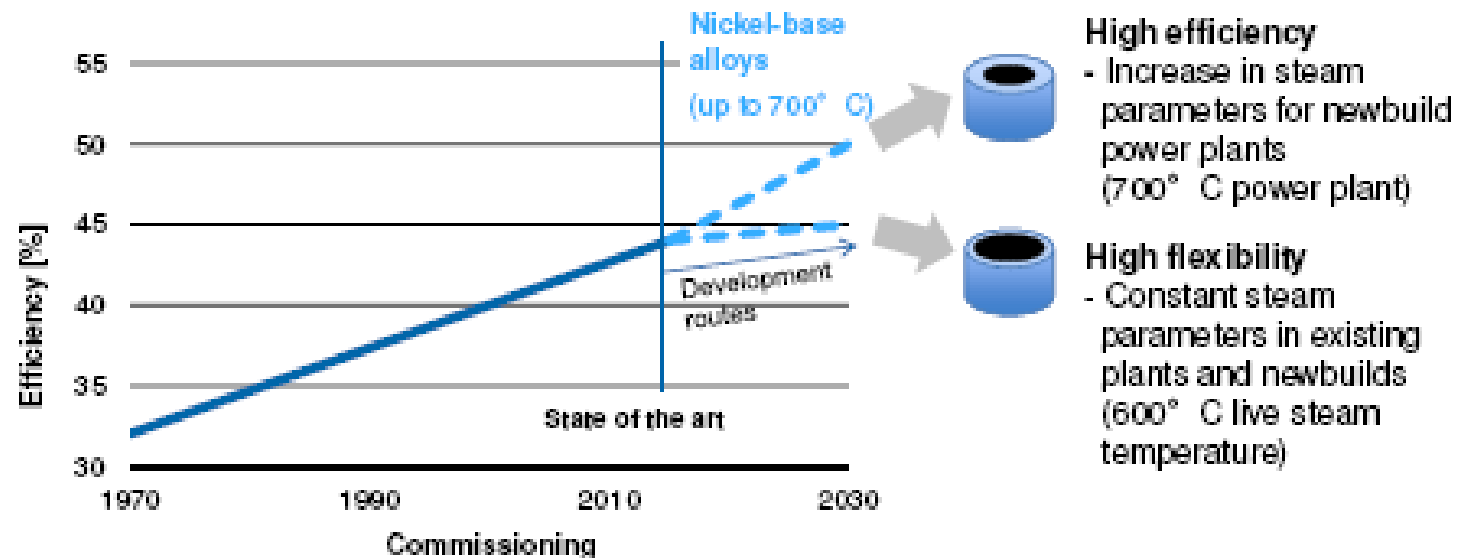 Nickel-base
alloys
(up to 700° C)
55
50
45
40
35
30
Efficiency [%]
1970
1990
2010
2030
Commissioning
State of the art
Development
routes
High efficiency
- Increase in steam
parameters for newbuild
power plants
(700° C power plant)
High flexibility
- Constant steam
parameters in existing
plants and newbuilds
(600° C live steam
temperature)